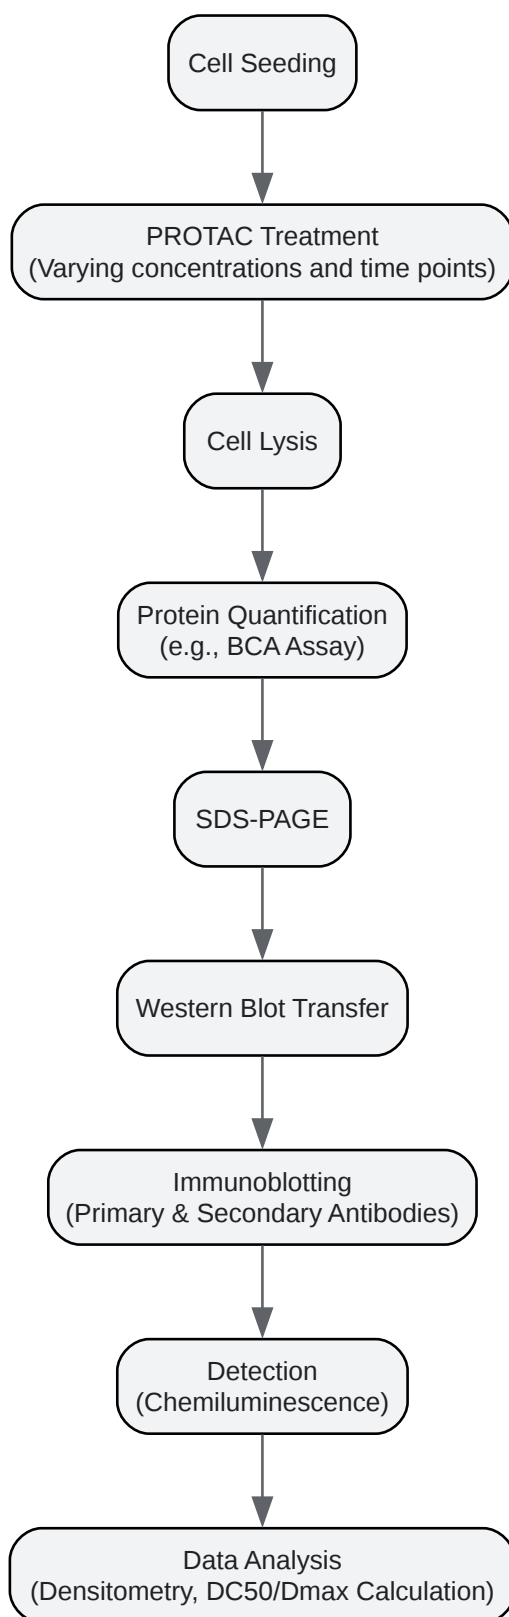 Cell Seeding
PROTAC Treatment
(Varying concentrations and time points)
Cell Lysis
Protein Quantification
(e.g., BCA Assay)
SDS-PAGE
Western Blot Transfer
Immunoblotting
(Primary & Secondary Antibodies)
Detection
(Chemiluminescence)
Data Analysis
(Densitometry, DC50/Dmax Calculation)